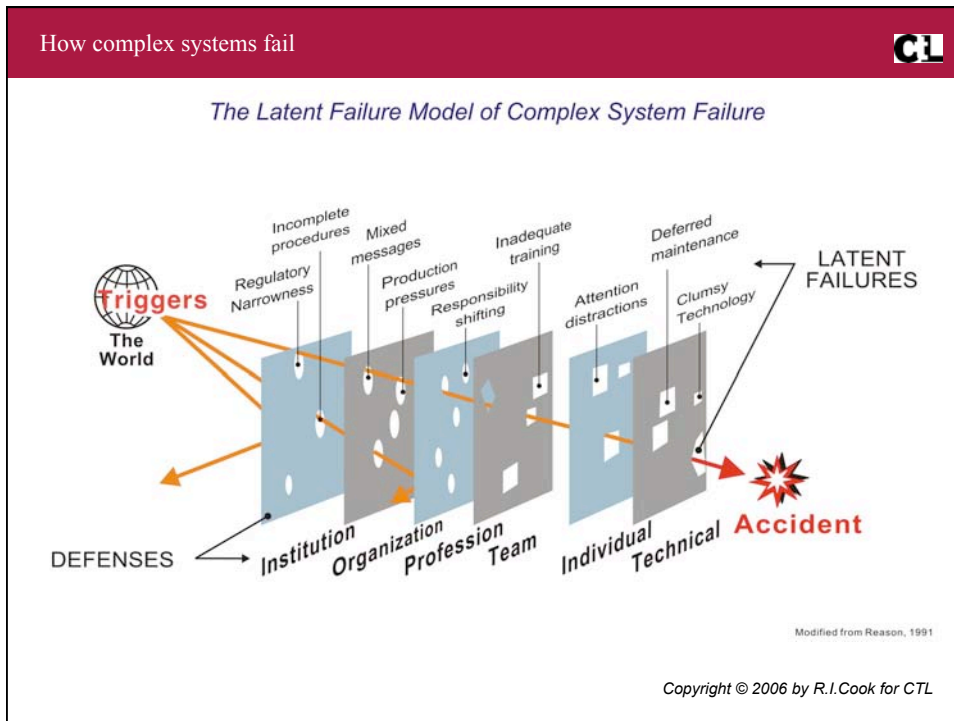 How complex systems fail
CtL
The Latent Failure Model of Complex System Failure
Incomplete
procedures
Mixed
messages
Regulatory
Narrowness
Production
pressures
Responsibility
shifting
Inadequate
training
Attention
distractions
Deferred
maintenance
Clumsy
Technology
LATENT
FAILURES
Triggers
The
World
DEFENSES
Institution
Organization
Profession
Team
Individual
Technical
Accident
Modified from Reason, 1991
Copyright © 2006 by R.I.Cook for CTL